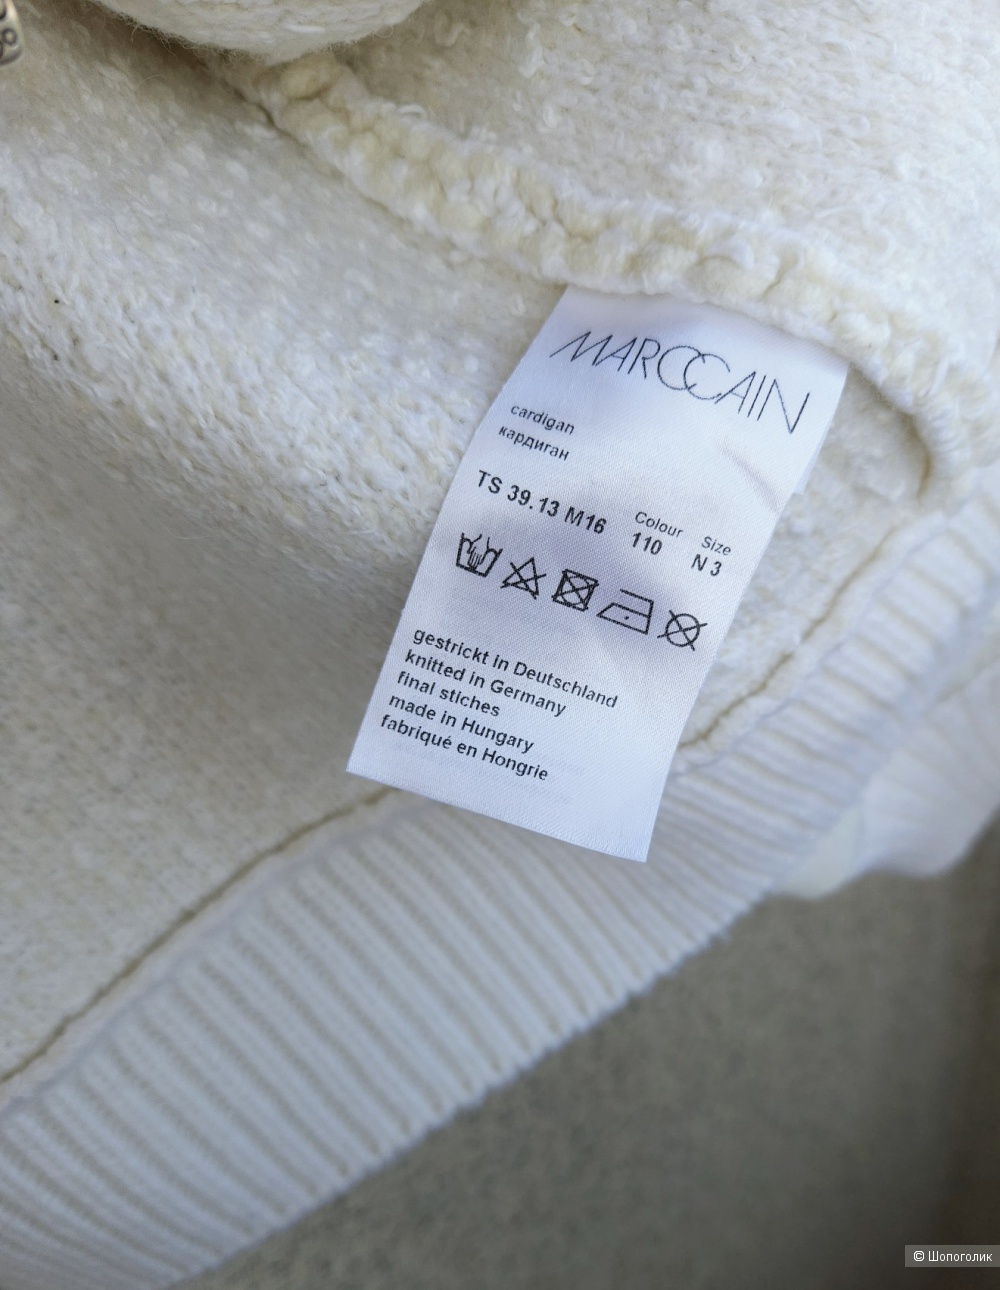 MARCCAIN
cardigan
кардиган
TS 39.13 M16 Colour 110 Size N 3
gestrickt in Deutschland
knitted in Germany
final stiches
made in Hungary
fabriqué en Hongrie
© Шопоголик